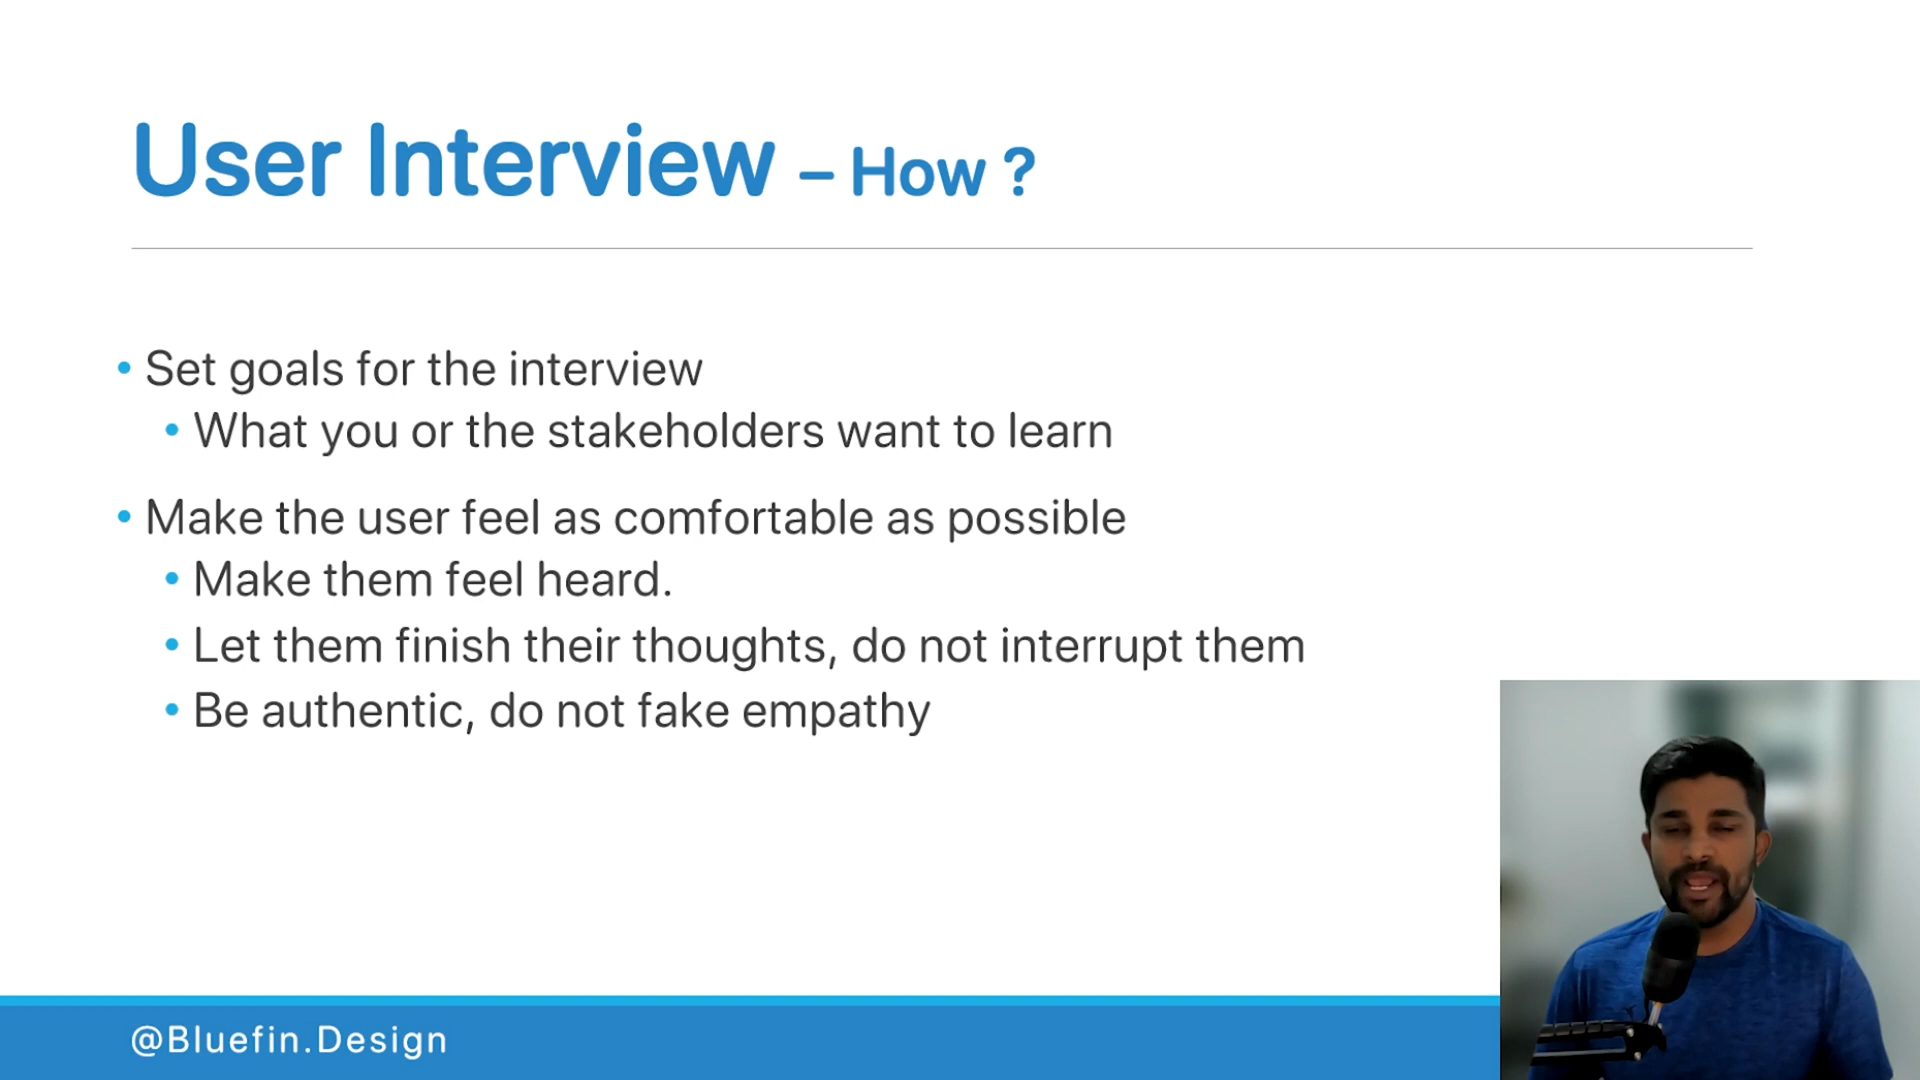 User Interview – How ?
• Set goals for the interview
• What you or the stakeholders want to learn
• Make the user feel as comfortable as possible
• Make them feel heard.
• Let them finish their thoughts, do not interrupt them
• Be authentic, do not fake empathy
@Bluefin.Design